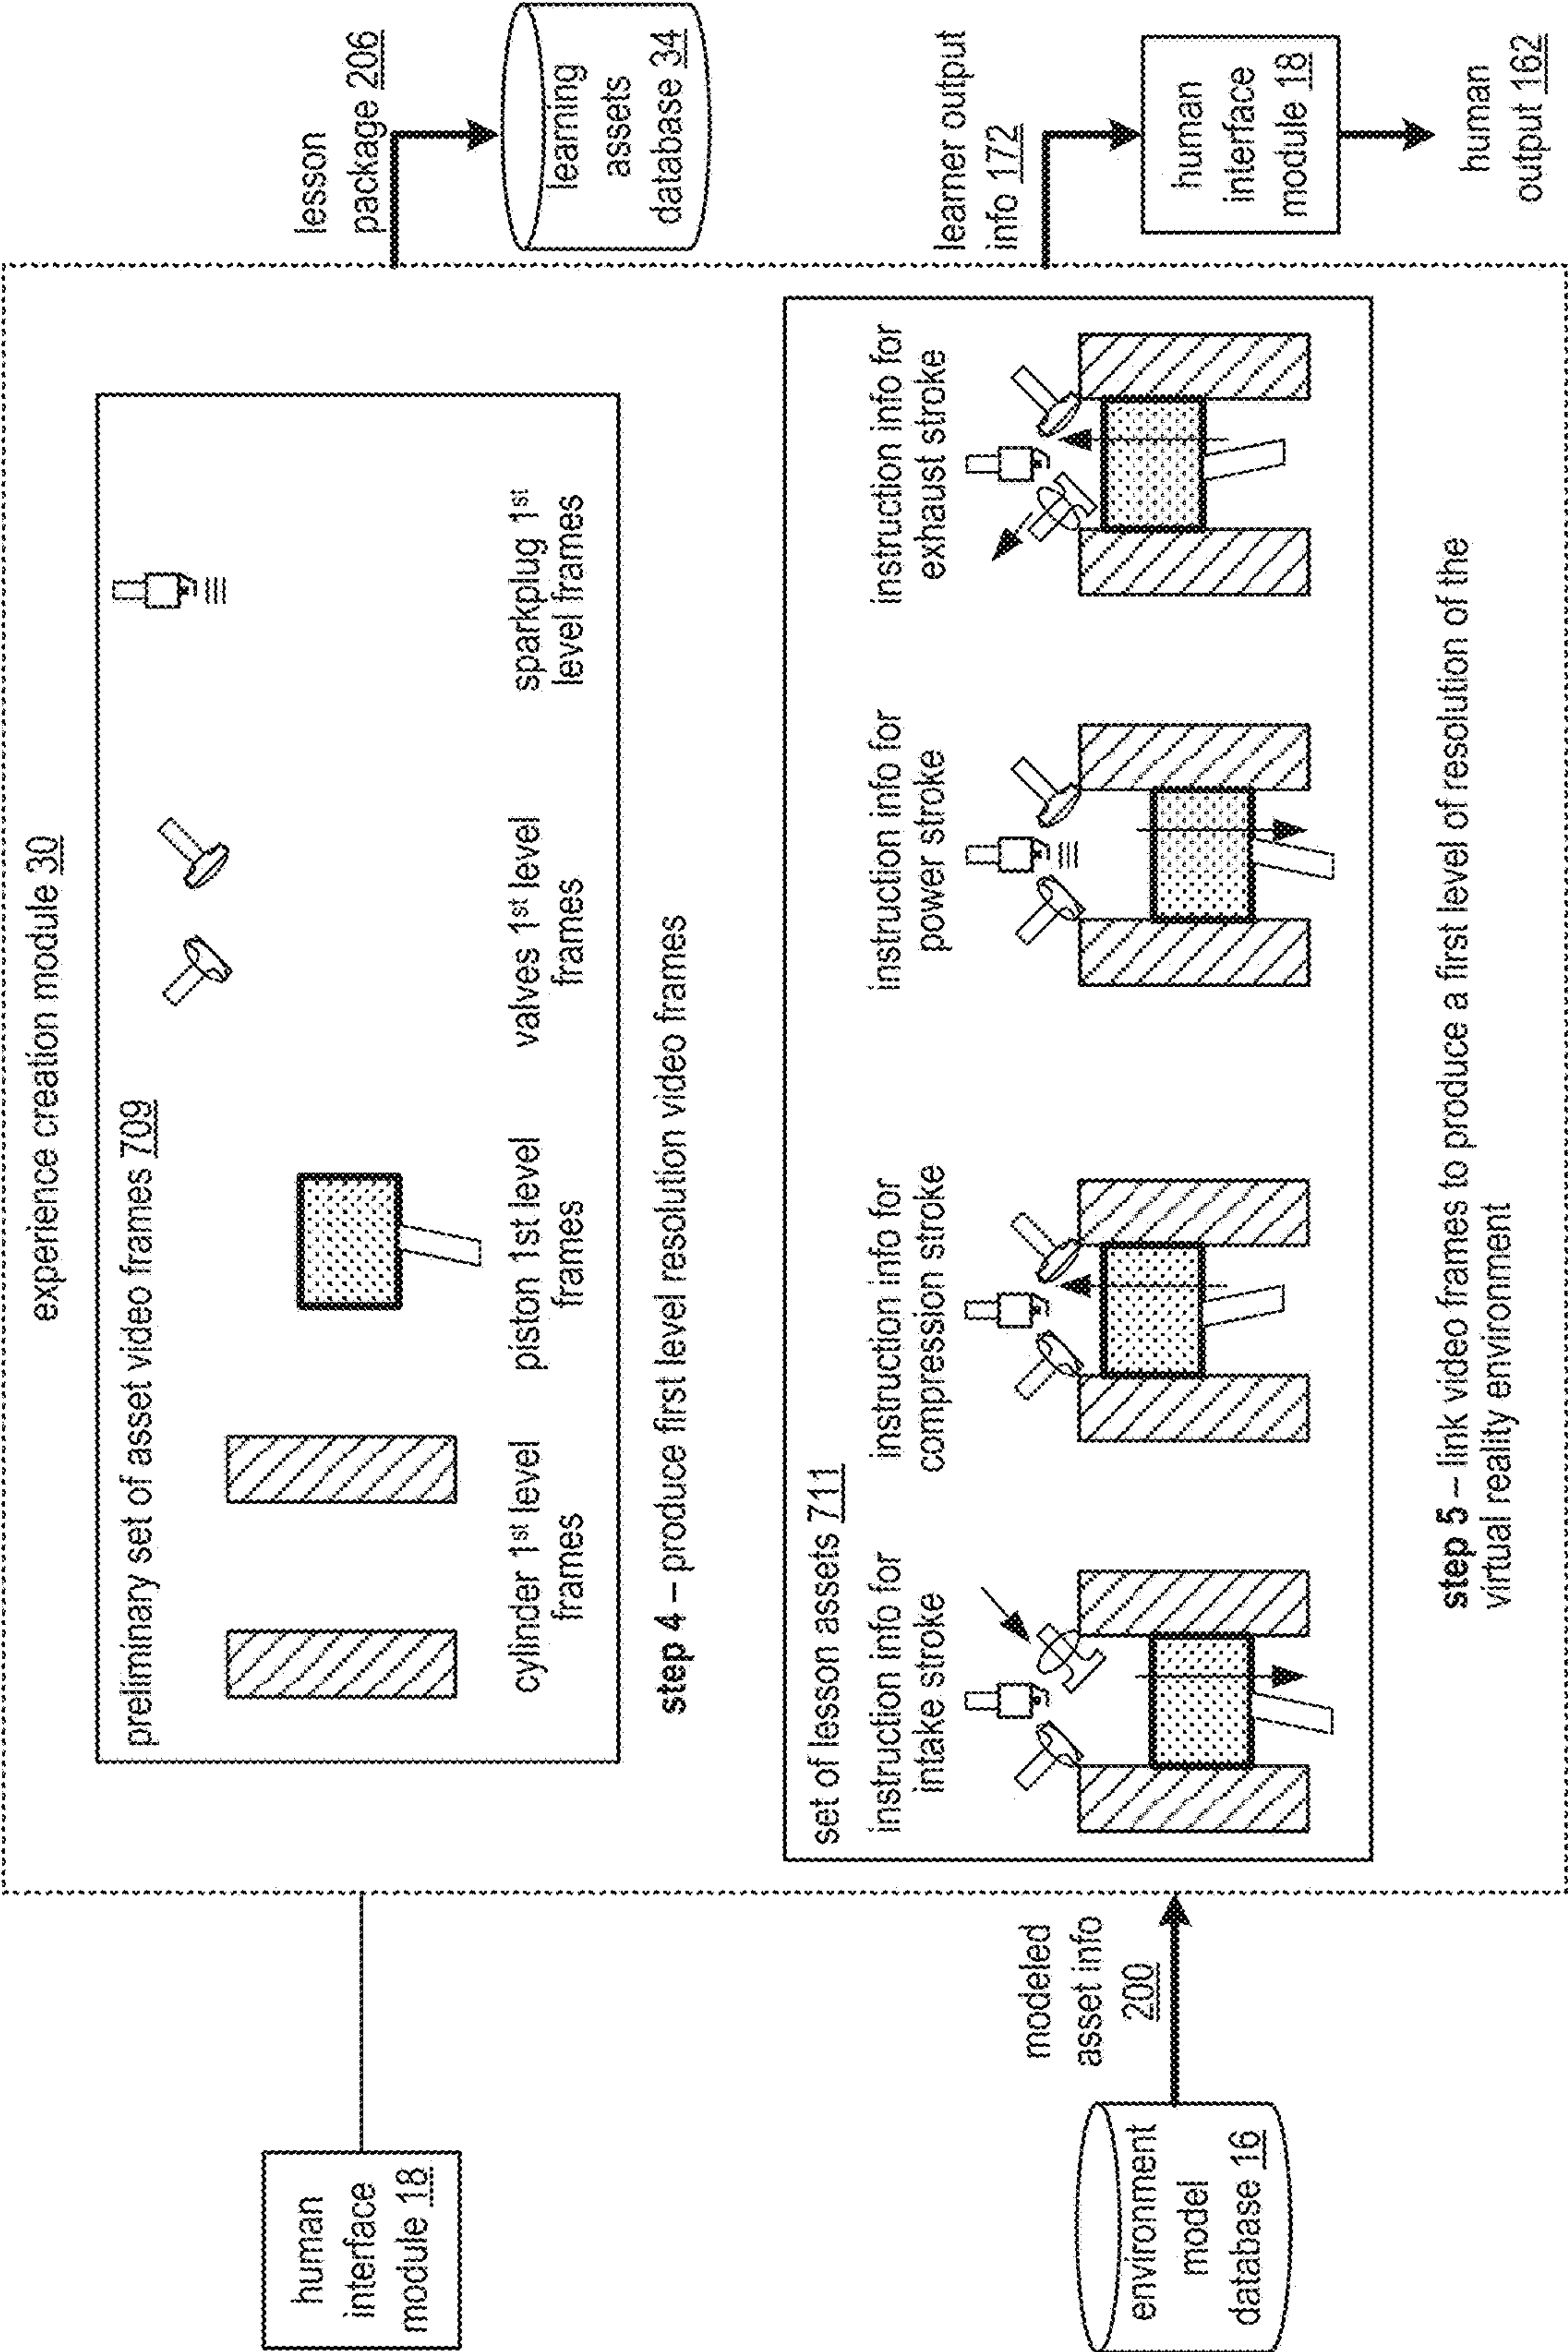 experience creation module 30
preliminary set of asset video frames 709
cylinder 1st level
frames
piston 1st level
frames
valves 1st level
frames
sparkplug 1st
level frames
step 4 – produce first level resolution video frames
set of lesson assets 711
instruction info for
intake stroke
instruction info for
compression stroke
instruction info for
power stroke
instruction info for
exhaust stroke
step 5 – link video frames to produce a first level of resolution of the
virtual reality environment
human
interface
module 18
environment
model
database 16
modeled
asset info
200
lesson
package 206
learning
assets
database 34
learner output
info 172
human
interface
module 18
human
output 162